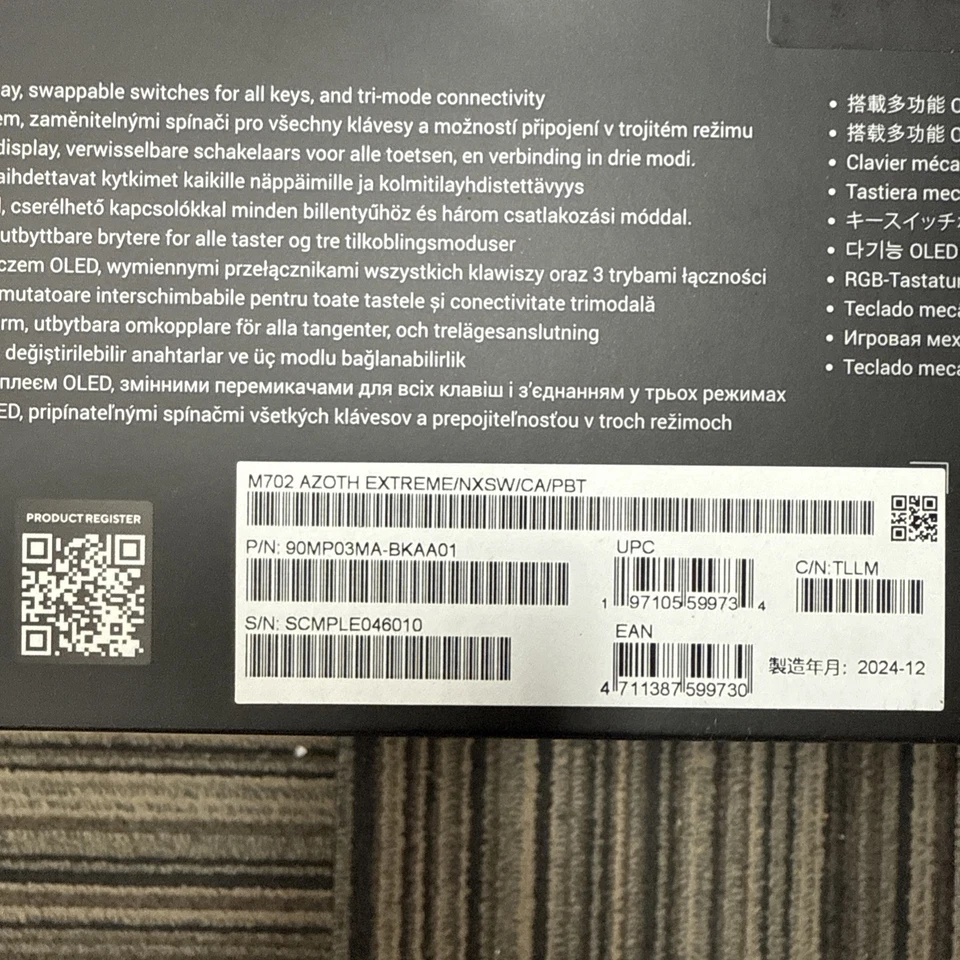 ay, swappable switches for all keys, and tri-mode connectivity
em, zaměnitelnými spínači pro všechny klávesy a možností připojení v trojitém režimu
display, verwisselbare schakelaars voor alle toetsen, en verbinding in drie modi.
aihdettavat kytkimet kaikille näppäimille ja kolmitilayhdistettävyys
l, cserélhető kapcsolókkal minden billentyűhöz és három csatlakozási móddal.
utbyttbare brytere for alle taster og tre tilkoblingsmoduser
czem OLED, wymiennymi przełącznikami wszystkich klawiszy oraz 3 trybami łączności
mutatoare interschimbabile pentru toate tastele și conectivitate trimodală
rm, utbytbara omkopplare för alla tangenter, och trelägesanslutning
değiştirilebilir anahtarlar ve üç modlu bağlanabilirlik
плеєм OLED, змінними перемикачами для всіх клавіш і з’єднанням у трьох режимах
ED, pripínateľnými spínačmi všetkých klávesov a prepojiteľnosťou v troch režimoch
• 搭載多功能 O
• 搭载多功能 O
• Clavier méca
• Tastiera mec
• キースイッチ
• 다기능 OLED
• RGB-Tastatur
• Teclado meca
• Игровая мех
• Teclado meca
PRODUCT REGISTER
M702 AZOTH EXTREME/NXSW/CA/PBT
P/N: 90MP03MA-BKAA01
S/N: SCMPLE046010
UPC
1 97105 59973 4
EAN
4 711387 599730
C/N:TLLM
製造年月: 2024-12